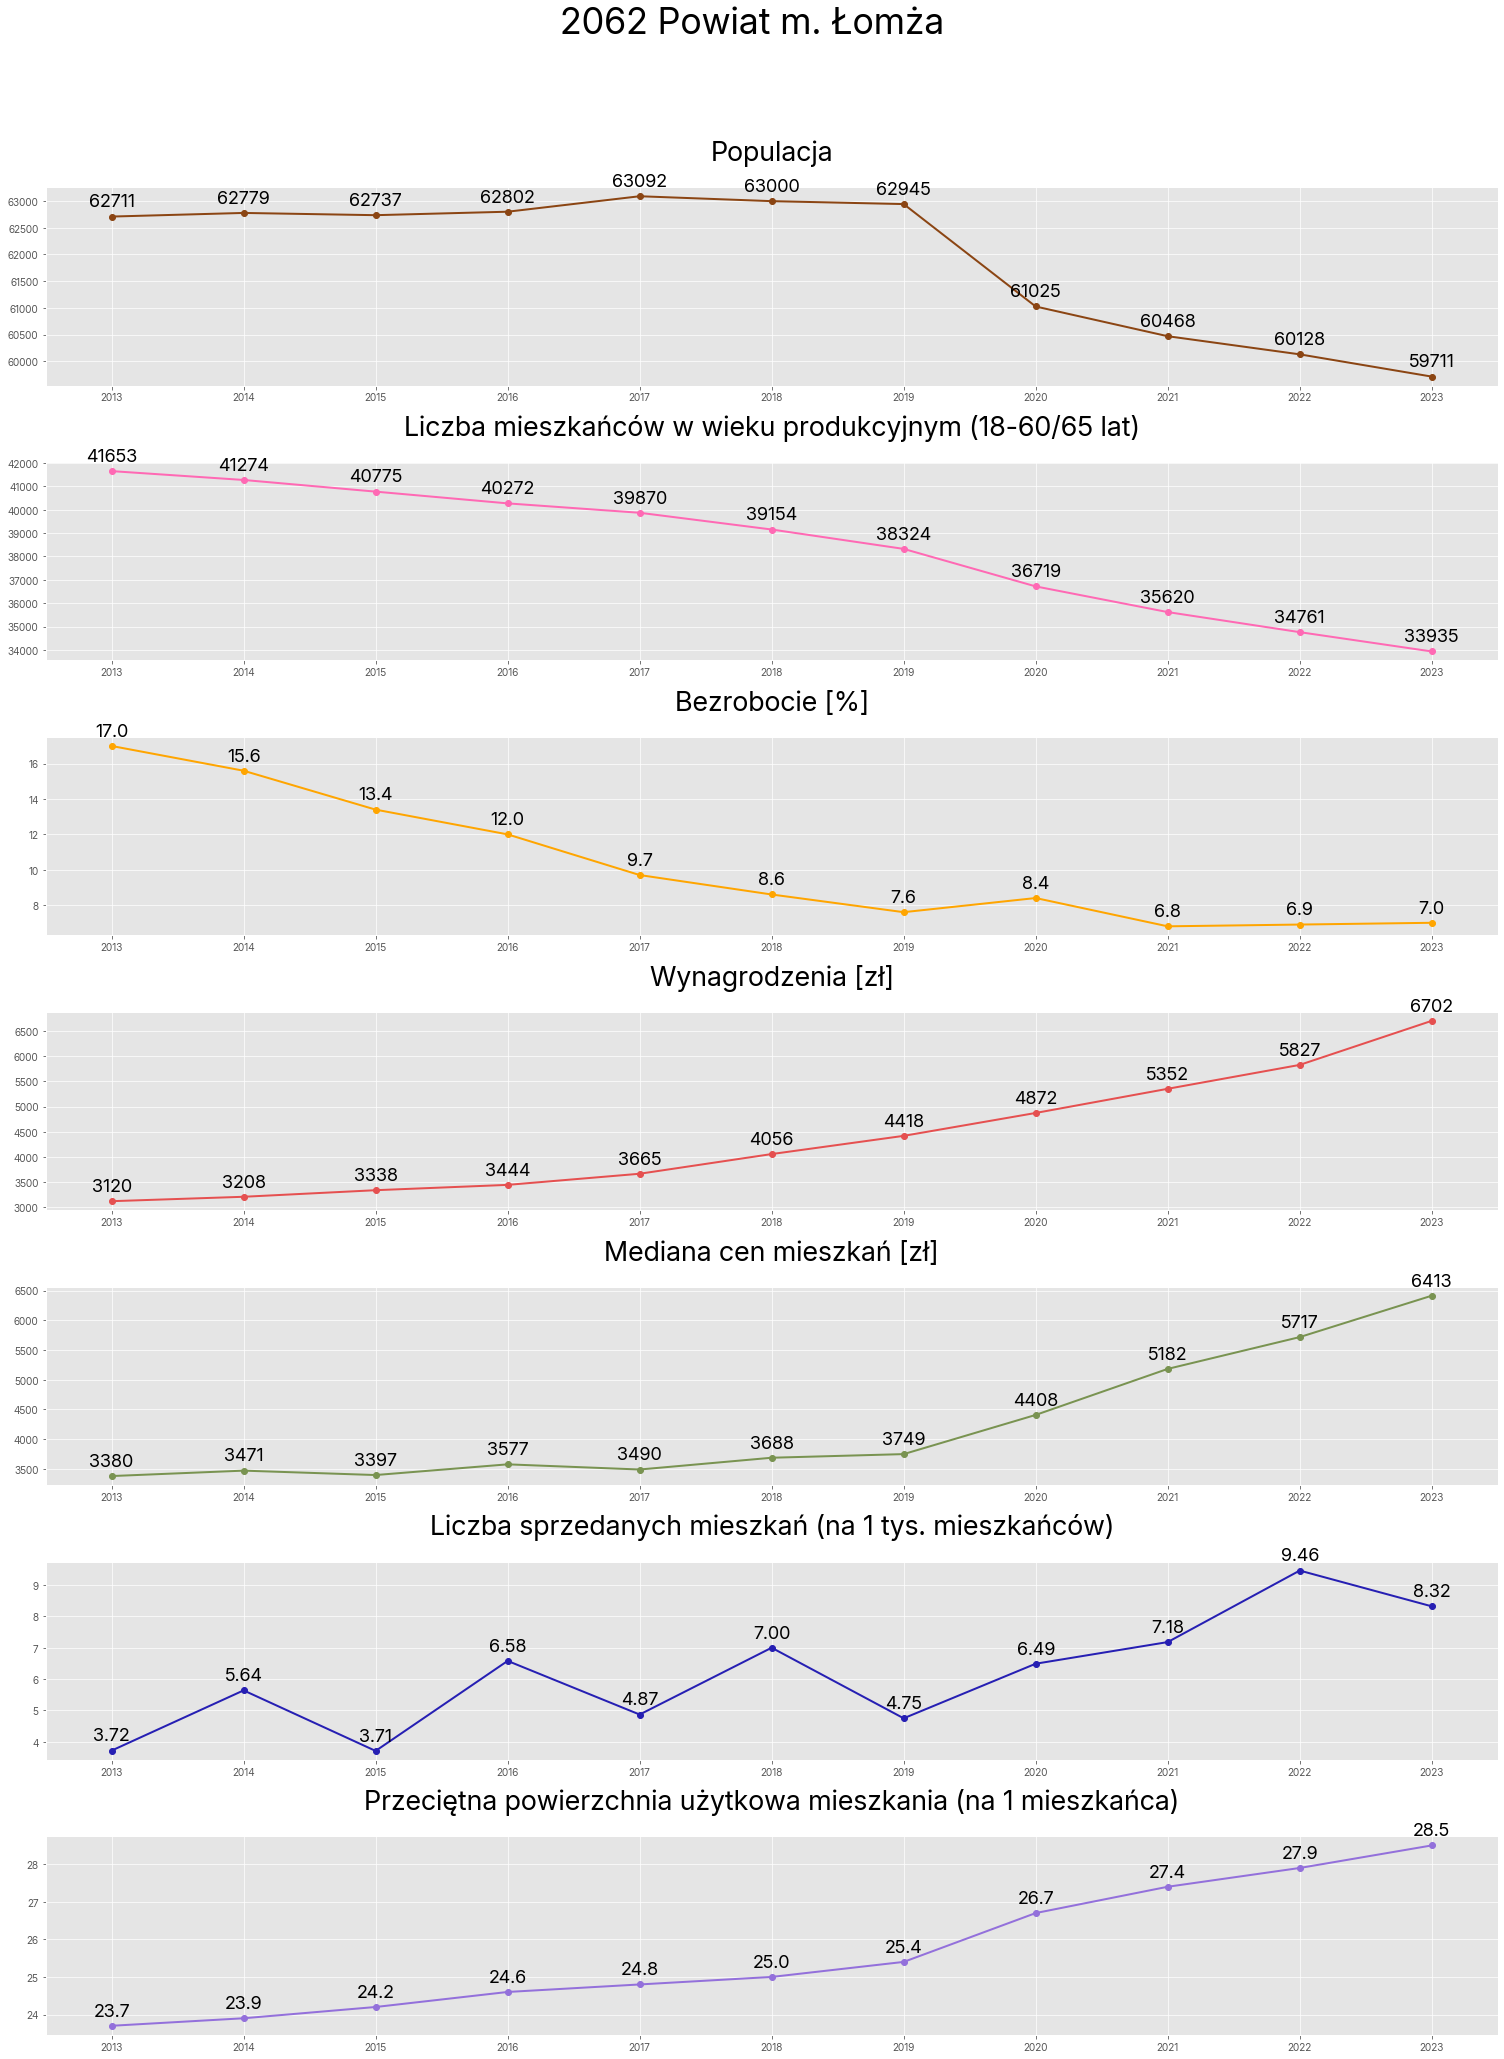 2062 Powiat m. Łomża
Populacja
62711 62779 62737 62802 63092 63000 62945 61025 60468 60128 59711
63000
62500
62000
61500
61000
60500
60000
2013 2014 2015 2016 2017 2018 2019 2020 2021 2022 2023
Liczba mieszkańców w wieku produkcyjnym (18-60/65 lat)
41653 41274 40775 40272 39870 39154 38324 36719 35620 34761 33935
42000
41000
40000
39000
38000
37000
36000
35000
34000
2013 2014 2015 2016 2017 2018 2019 2020 2021 2022 2023
Bezrobocie [%]
17.0 15.6 13.4 12.0 9.7 8.6 7.6 8.4 6.8 6.9 7.0
16
14
12
10
8
2013 2014 2015 2016 2017 2018 2019 2020 2021 2022 2023
Wynagrodzenia [zł]
3120 3208 3338 3444 3665 4056 4418 4872 5352 5827 6702
6500
6000
5500
5000
4500
4000
3500
3000
2013 2014 2015 2016 2017 2018 2019 2020 2021 2022 2023
Mediana cen mieszkań [zł]
3380 3471 3397 3577 3490 3688 3749 4408 5182 5717 6413
6500
6000
5500
5000
4500
4000
3500
2013 2014 2015 2016 2017 2018 2019 2020 2021 2022 2023
Liczba sprzedanych mieszkań (na 1 tys. mieszkańców)
3.72 5.64 3.71 6.58 4.87 7.00 4.75 6.49 7.18 9.46 8.32
9
8
7
6
5
4
2013 2014 2015 2016 2017 2018 2019 2020 2021 2022 2023
Przeciętna powierzchnia użytkowa mieszkania (na 1 mieszkańca)
23.7 23.9 24.2 24.6 24.8 25.0 25.4 26.7 27.4 27.9 28.5
28
27
26
25
24
2013 2014 2015 2016 2017 2018 2019 2020 2021 2022 2023